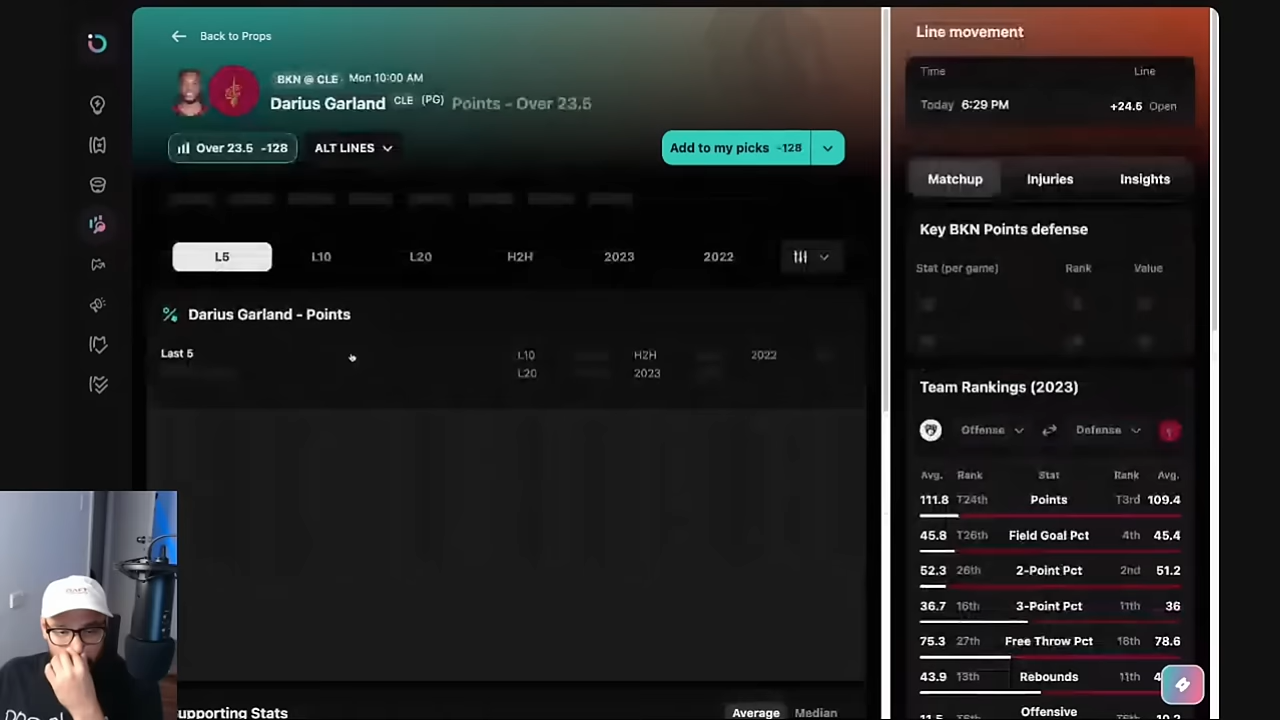 Back to Props
BKN @ CLE Mon 10:00 AM
Darius Garland CLE (PG) Points - Over 23.5
Over 23.5 -128
ALT LINES
Add to my picks -128
L5 L10 L20 H2H 2023 2022
Darius Garland - Points
Last 5
L10 H2H 2022
L20 2023
Supporting Stats
Average Median
Line movement
Time Line
Today 6:29 PM +24.5 Open
Matchup Injuries Insights
Key BKN Points defense
Stat (per game) Rank Value
Team Rankings (2023)
Offense Defense
Avg. Rank Stat Rank Avg.
111.8 T24th Points T3rd 109.4
45.8 T26th Field Goal Pct 4th 45.4
52.3 26th 2-Point Pct 2nd 51.2
36.7 16th 3-Point Pct 11th 36
75.3 27th Free Throw Pct 16th 78.6
43.9 13th Rebounds 11th
Offensive